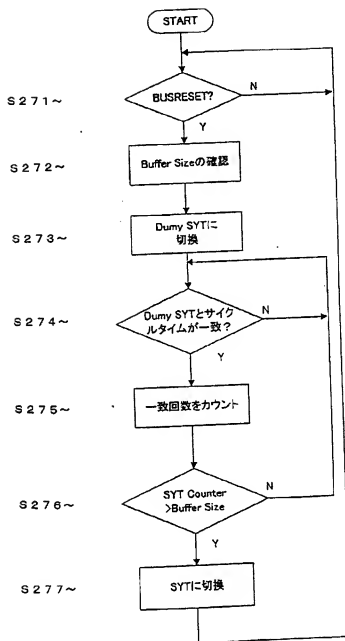 START
S271~
BUSRESET?
N
Y
S272~
Buffer Sizeの確認
S273~
Dumy SYTに
切換
S274~
Dumy SYTとサイク
ルタイムが一致?
N
Y
S275~
一致回数をカウント
S276~
SYT Counter
>Buffer Size
N
Y
S277~
SYTに切換